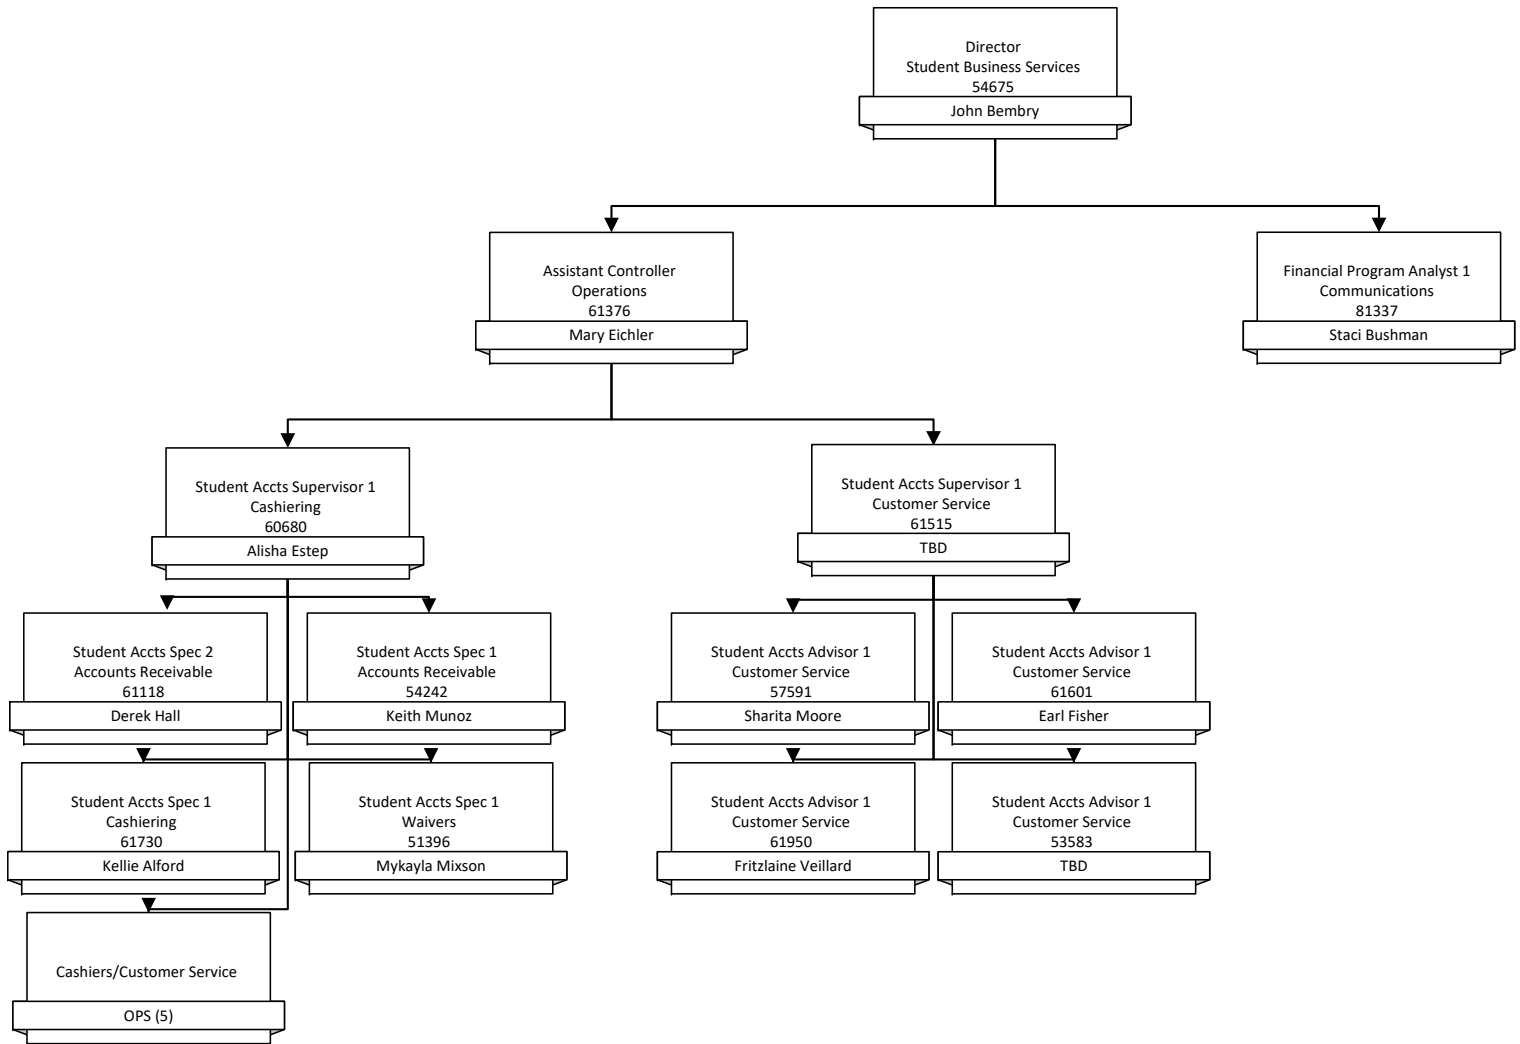 Director
Student Business Services
54675
John Bembry
Assistant Controller
Operations
61376
Mary Eichler
Financial Program Analyst 1
Communications
81337
Staci Bushman
Student Accts Supervisor 1
Cashiering
60680
Alisha Estep
Student Accts Supervisor 1
Customer Service
61515
TBD
Student Accts Spec 2
Accounts Receivable
61118
Derek Hall
Student Accts Spec 1
Accounts Receivable
54242
Keith Munoz
Student Accts Advisor 1
Customer Service
57591
Sharita Moore
Student Accts Advisor 1
Customer Service
61601
Earl Fisher
Student Accts Spec 1
Cashiering
61730
Kellie Alford
Student Accts Spec 1
Waivers
51396
Mykayla Mixson
Student Accts Advisor 1
Customer Service
61950
Fritzlaine Veillard
Student Accts Advisor 1
Customer Service
53583
TBD
Cashiers/Customer Service
OPS (5)